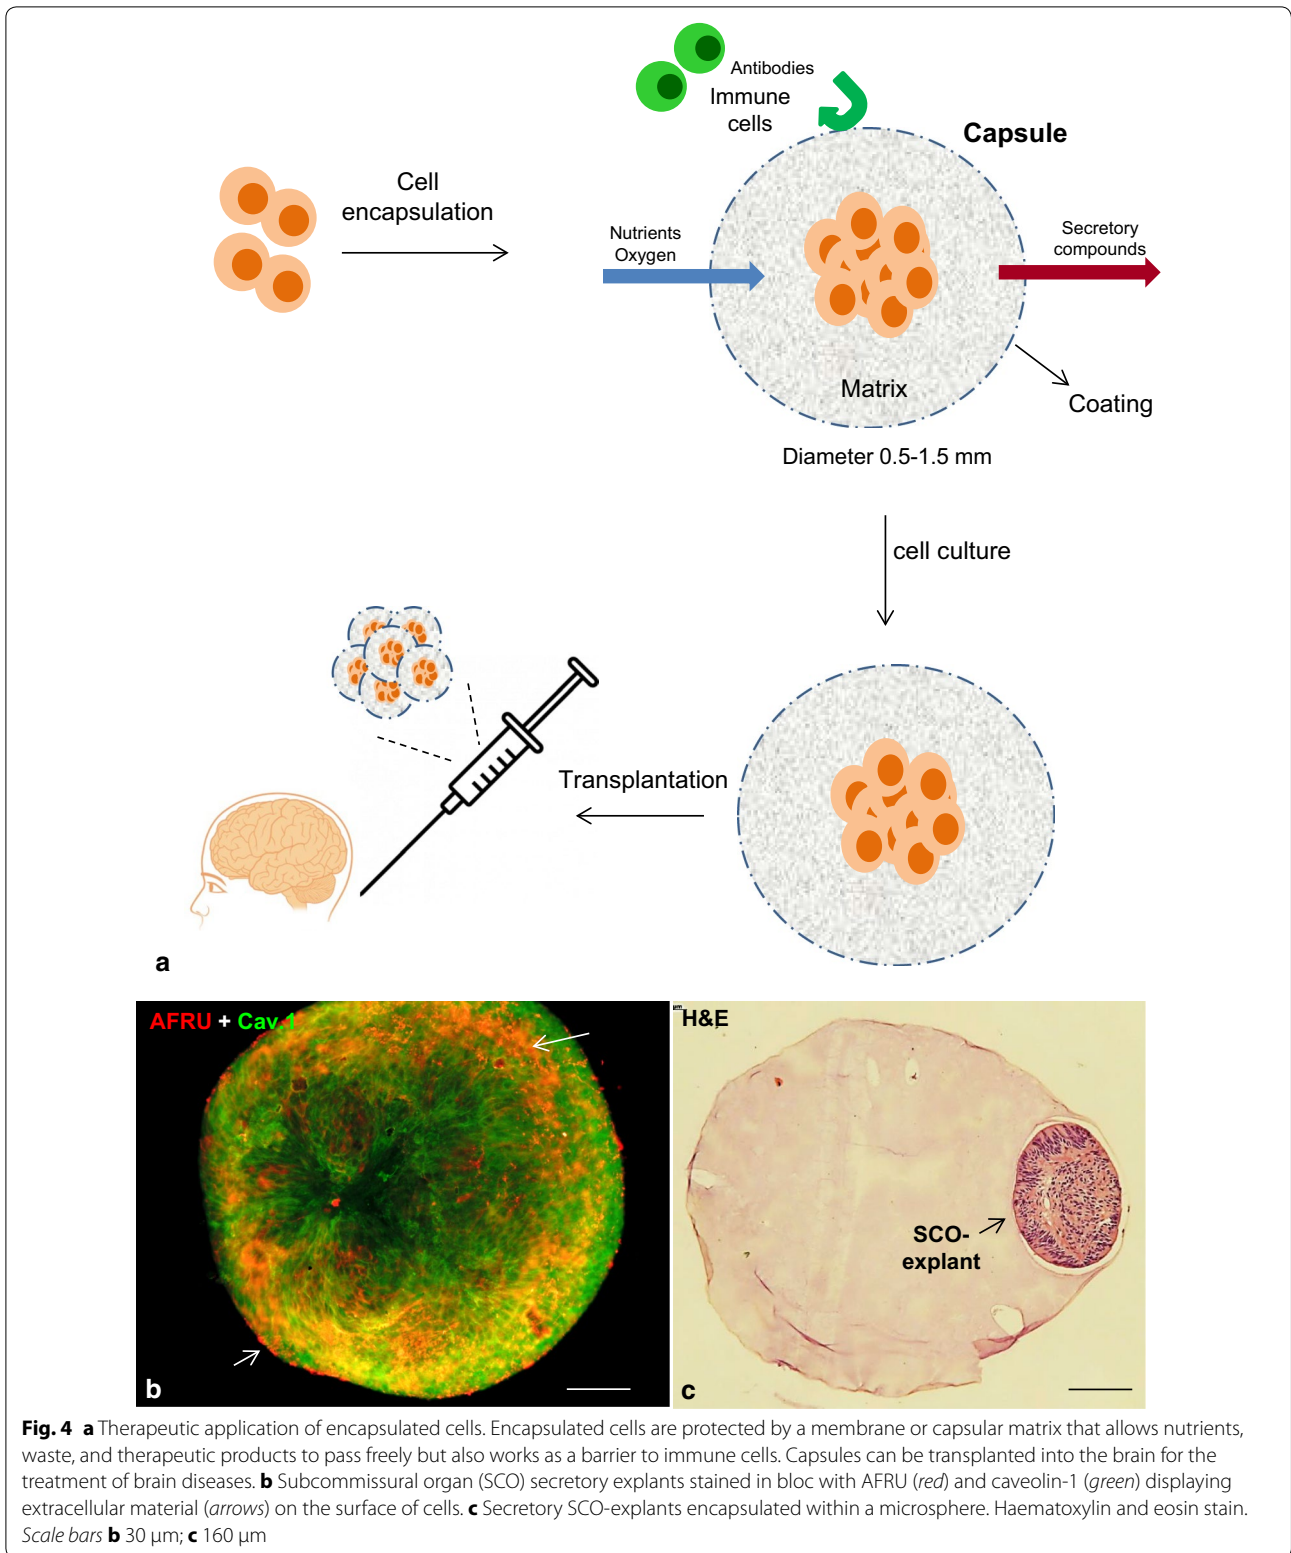 Antibodies
Immune
cells
Capsule
Cell
encapsulation
Nutrients
Oxygen
Secretory
compounds
Matrix
Coating
Diameter 0.5-1.5 mm
cell culture
Transplantation
a
AFRU + Cav.1
b
H&E
SCO-
explant
c
Fig. 4 a Therapeutic application of encapsulated cells. Encapsulated cells are protected by a membrane or capsular matrix that allows nutrients,
waste, and therapeutic products to pass freely but also works as a barrier to immune cells. Capsules can be transplanted into the brain for the
treatment of brain diseases. b Subcommissural organ (SCO) secretory explants stained in bloc with AFRU (red) and caveolin-1 (green) displaying
extracellular material (arrows) on the surface of cells. c Secretory SCO-explants encapsulated within a microsphere. Haematoxylin and eosin stain.
Scale bars b 30 µm; c 160 µm